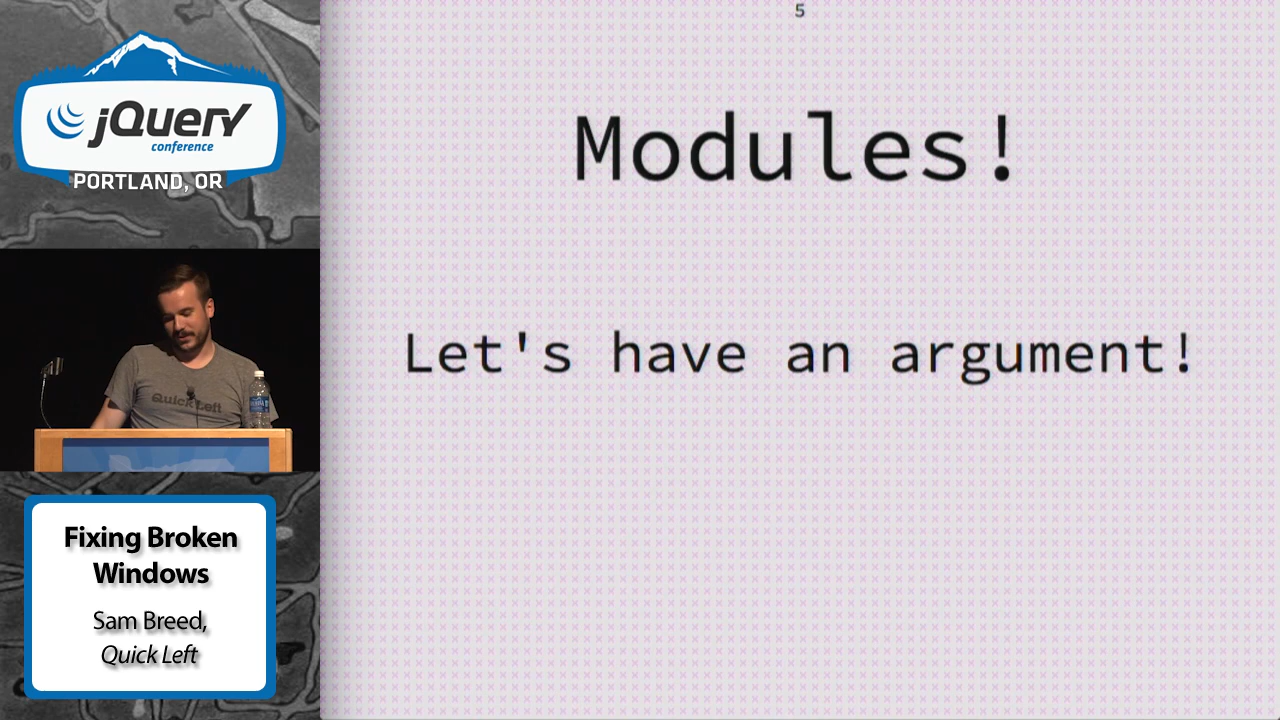 jQuery
conference
PORTLAND, OR
Quick Left
Fixing Broken
Windows
Sam Breed,
Quick Left
5
Modules!
Let's have an argument!